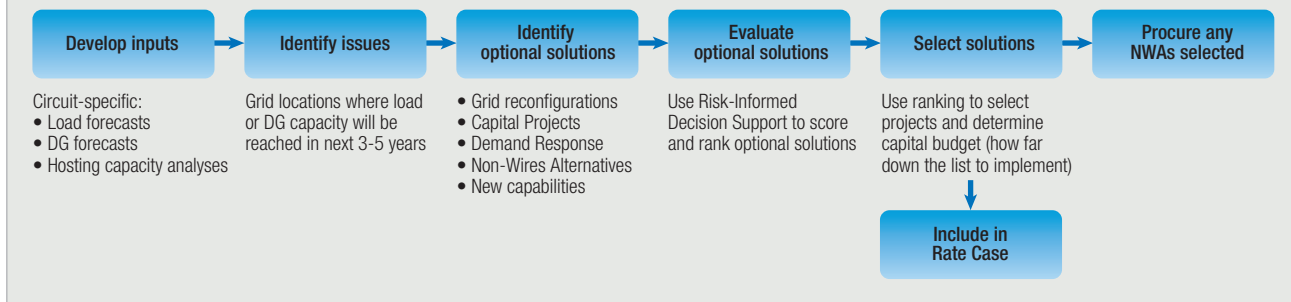 Develop inputs
Circuit-specific:
• Load forecasts
• DG forecasts
• Hosting capacity analyses
Identify issues
Grid locations where load
or DG capacity will be
reached in next 3-5 years
Identify
optional solutions
• Grid reconfigurations
• Capital Projects
• Demand Response
• Non-Wires Alternatives
• New capabilities
Evaluate
optional solutions
Use Risk-Informed
Decision Support to score
and rank optional solutions
Select solutions
Use ranking to select
projects and determine
capital budget (how far
down the list to implement)
Include in
Rate Case
Procure any
NWAs selected